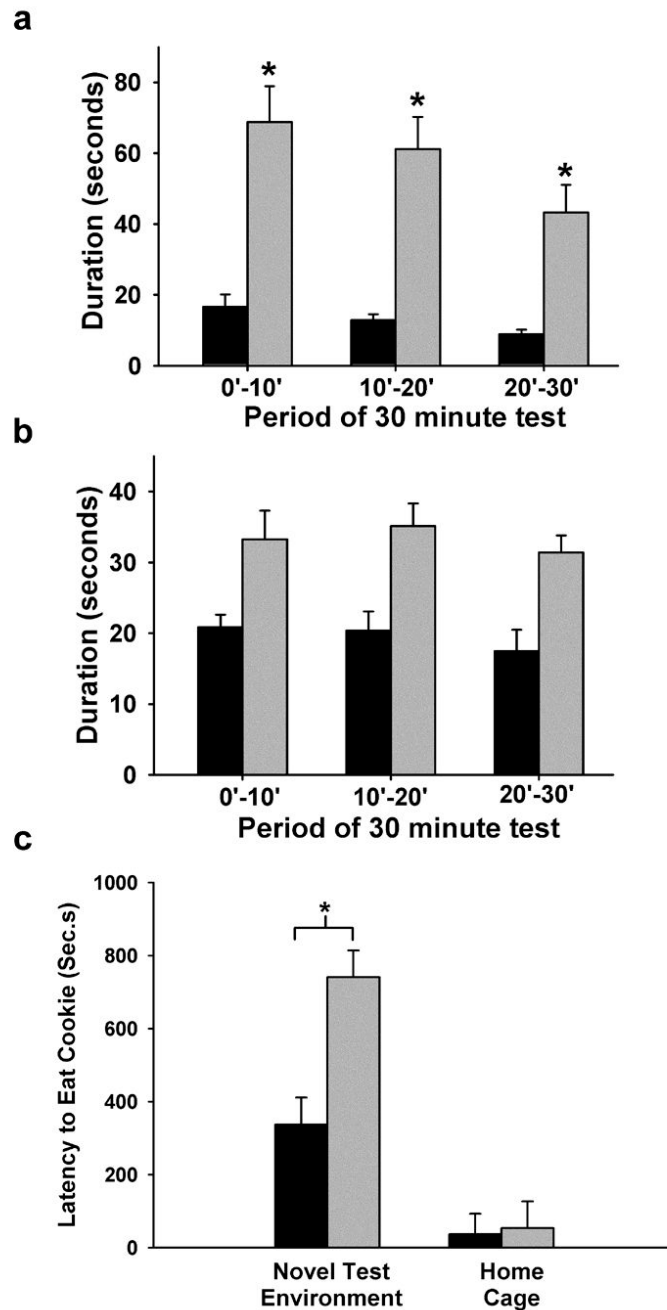 a
Duration (seconds)
80
60
40
20
0
*
*
*
0'-10' 10'-20' 20'-30'
Period of 30 minute test
b
Duration (seconds)
40
30
20
10
0
0'-10' 10'-20' 20'-30'
Period of 30 minute test
c
Latency to Eat Cookie (Sec.s)
1000
800
600
400
200
0
*
Novel Test
Environment
Home
Cage